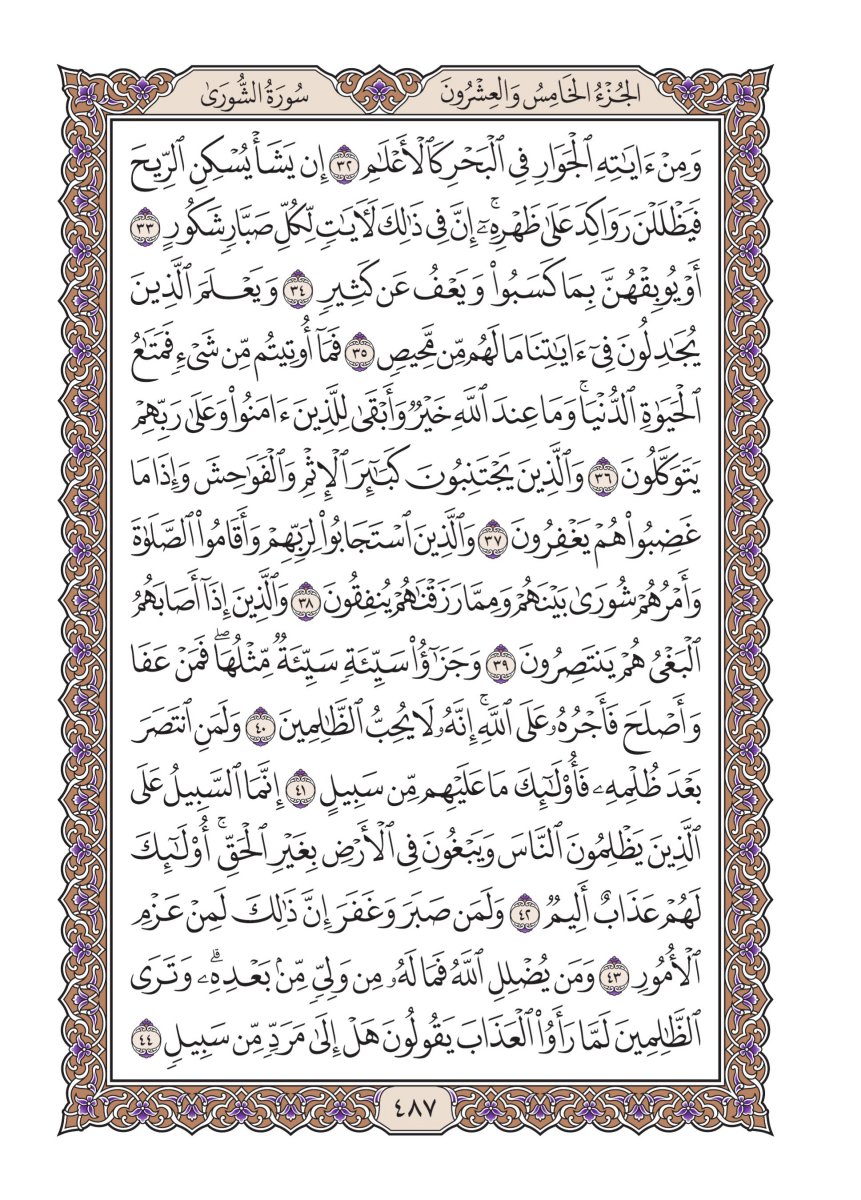 الجُزْءُ الخَامِسُ وَالعِشْرُونَ
سُورَةُ الشُّورَىٰ
وَمِنْ ءَايَٰتِهِ ٱلْجَوَارِ فِي ٱلْبَحْرِ كَٱلْأَعْلَٰمِ ٣٢ إِن يَشَأْ يُسْكِنِ ٱلرِّيحَ
فَيَظْلَلْنَ رَوَاكِدَ عَلَىٰ ظَهْرِهِۦٓۚ إِنَّ فِي ذَٰلِكَ لَأٓيَٰتٍ لِّكُلِّ صَبَّارٍ شَكُورٍ ٣٣
أَوْ يُوبِقْهُنَّ بِمَا كَسَبُوا۟ وَيَعْفُ عَن كَثِيرٍ ٣٤ وَيَعْلَمَ ٱلَّذِينَ
يُجَٰدِلُونَ فِيٓ ءَايَٰتِنَا مَا لَهُم مِّن مَّحِيصٍ ٣٥ فَمَآ أُوتِيتُم مِّن شَيْءٍ فَمَتَٰعُ
ٱلْحَيَوٰةِ ٱلدُّنْيَاۚ وَمَا عِندَ ٱللَّهِ خَيْرٌ وَأَبْقَىٰ لِلَّذِينَ ءَامَنُوا۟ وَعَلَىٰ رَبِّهِمْ
يَتَوَكَّلُونَ ٣٦ وَٱلَّذِينَ يَجْتَنِبُونَ كَبَٰٓئِرَ ٱلْإِثْمِ وَٱلْفَوَٰحِشَ وَإِذَا مَا
غَضِبُوا۟ هُمْ يَغْفِرُونَ ٣٧ وَٱلَّذِينَ ٱسْتَجَابُوا۟ لِرَبِّهِمْ وَأَقَامُوا۟ ٱلصَّلَوٰةَ
وَأَمْرُهُمْ شُورَىٰ بَيْنَهُمْ وَمِمَّا رَزَقْنَٰهُمْ يُنفِقُونَ ٣٨ وَٱلَّذِينَ إِذَآ أَصَابَهُمُ
ٱلْبَغْيُ هُمْ يَنتَصِرُونَ ٣٩ وَجَزَٰٓؤُا۟ سَيِّئَةٍ سَيِّئَةٌ مِّثْلُهَاۖ فَمَنْ عَفَا
وَأَصْلَحَ فَأَجْرُهُۥ عَلَى ٱللَّهِۚ إِنَّهُۥ لَا يُحِبُّ ٱلظَّٰلِمِينَ ٤٠ وَلَمَنِ ٱنتَصَرَ
بَعْدَ ظُلْمِهِۦ فَأُو۟لَٰٓئِكَ مَا عَلَيْهِم مِّن سَبِيلٍ ٤١ إِنَّمَا ٱلسَّبِيلُ عَلَى
ٱلَّذِينَ يَظْلِمُونَ ٱلنَّاسَ وَيَبْغُونَ فِي ٱلْأَرْضِ بِغَيْرِ ٱلْحَقِّۚ أُو۟لَٰٓئِكَ
لَهُمْ عَذَابٌ أَلِيمٌ ٤٢ وَلَمَن صَبَرَ وَغَفَرَ إِنَّ ذَٰلِكَ لَمِنْ عَزْمِ
ٱلْأُمُورِ ٤٣ وَمَن يُضْلِلِ ٱللَّهُ فَمَا لَهُۥ مِن وَلِيٍّ مِّنۢ بَعْدِهِۦۗ وَتَرَى
ٱلظَّٰلِمِينَ لَمَّا رَأَوُا۟ ٱلْعَذَابَ يَقُولُونَ هَلْ إِلَىٰ مَرَدٍّ مِّن سَبِيلٍ ٤٤
٤٨٧